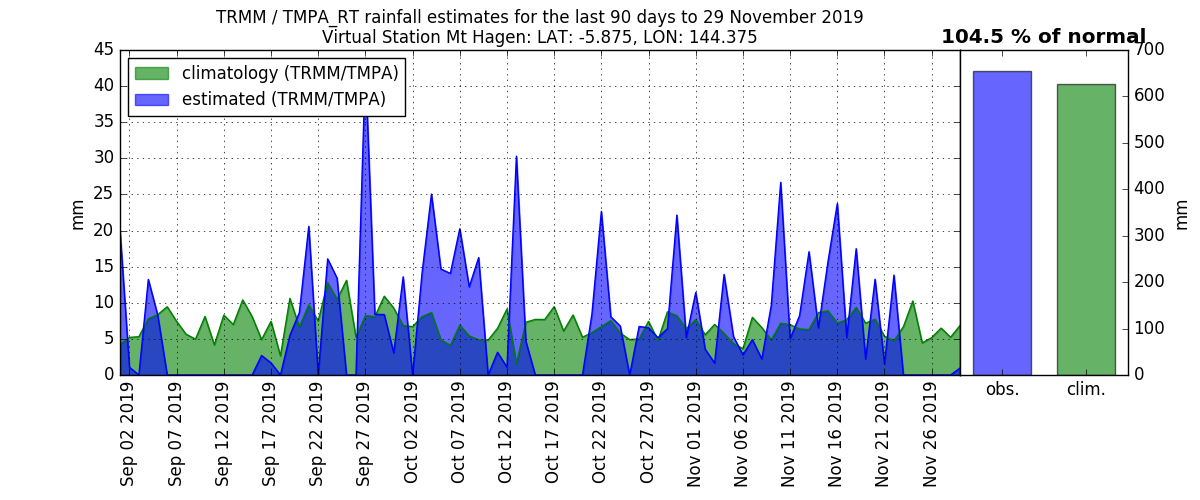 TRMM / TMPA_RT rainfall estimates for the last 90 days to 29 November 2019
Virtual Station Mt Hagen: LAT: -5.875, LON: 144.375
104.5 % of normal
climatology (TRMM/TMPA)
estimated (TRMM/TMPA)
45
40
35
30
25
20
15
10
5
0
mm
Sep 02 2019
Sep 07 2019
Sep 12 2019
Sep 17 2019
Sep 22 2019
Sep 27 2019
Oct 02 2019
Oct 07 2019
Oct 12 2019
Oct 17 2019
Oct 22 2019
Oct 27 2019
Nov 01 2019
Nov 06 2019
Nov 11 2019
Nov 16 2019
Nov 21 2019
Nov 26 2019
700
600
500
400
300
200
100
0
mm
obs.
clim.